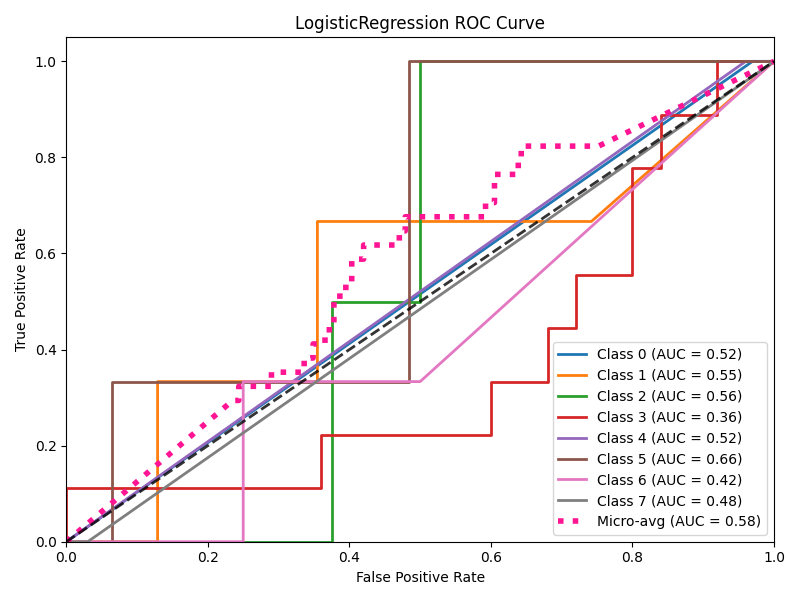 LogisticRegression ROC Curve
True Positive Rate
1.0
0.8
0.6
0.4
0.2
0.0
Class 0 (AUC = 0.52)
Class 1 (AUC = 0.55)
Class 2 (AUC = 0.56)
Class 3 (AUC = 0.36)
Class 4 (AUC = 0.52)
Class 5 (AUC = 0.66)
Class 6 (AUC = 0.42)
Class 7 (AUC = 0.48)
Micro-avg (AUC = 0.58)
0.0 0.2 0.4 0.6 0.8 1.0
False Positive Rate